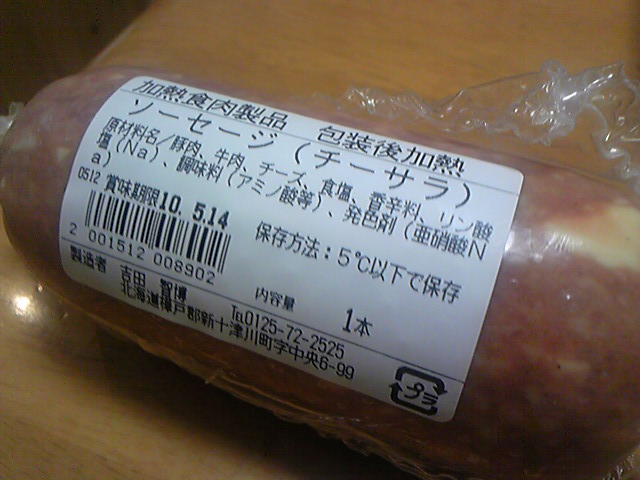 加熱食肉製品　包装後加熱
ソーセージ（チーサラ）
原材料名／豚肉、牛肉、チーズ、食塩、香辛料、リン酸
塩（Na）、調味料（アミノ酸等）、発色剤（亜硝酸N
a）
0512 賞味期限10. 5.14
保存方法：5℃以下で保存
2 001512 008902
内容量 1本
製造者 吉田 智博
℡0125-72-2525
北海道樺戸郡新十津川町字中央6-99
プラ